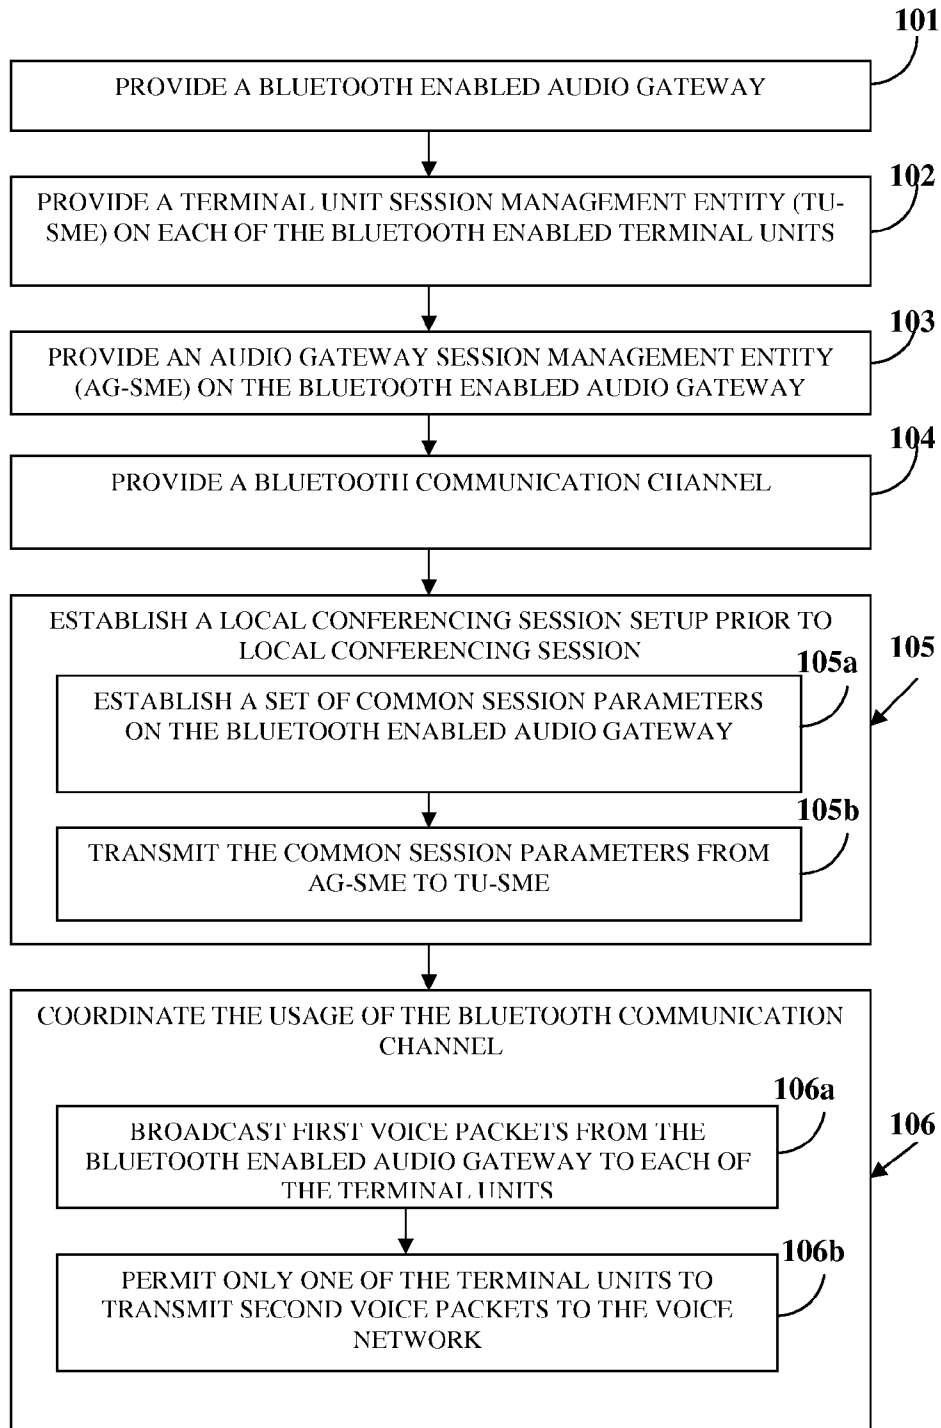 101
PROVIDE A BLUETOOTH ENABLED AUDIO GATEWAY
102
PROVIDE A TERMINAL UNIT SESSION MANAGEMENT ENTITY (TU-
SME) ON EACH OF THE BLUETOOTH ENABLED TERMINAL UNITS
103
PROVIDE AN AUDIO GATEWAY SESSION MANAGEMENT ENTITY
(AG-SME) ON THE BLUETOOTH ENABLED AUDIO GATEWAY
104
PROVIDE A BLUETOOTH COMMUNICATION CHANNEL
ESTABLISH A LOCAL CONFERENCING SESSION SETUP PRIOR TO
LOCAL CONFERENCING SESSION
105
105a
ESTABLISH A SET OF COMMON SESSION PARAMETERS
ON THE BLUETOOTH ENABLED AUDIO GATEWAY
105b
TRANSMIT THE COMMON SESSION PARAMETERS FROM
AG-SME TO TU-SME
COORDINATE THE USAGE OF THE BLUETOOTH COMMUNICATION
CHANNEL
106a
106
BROADCAST FIRST VOICE PACKETS FROM THE
BLUETOOTH ENABLED AUDIO GATEWAY TO EACH OF
THE TERMINAL UNITS
106b
PERMIT ONLY ONE OF THE TERMINAL UNITS TO
TRANSMIT SECOND VOICE PACKETS TO THE VOICE
NETWORK